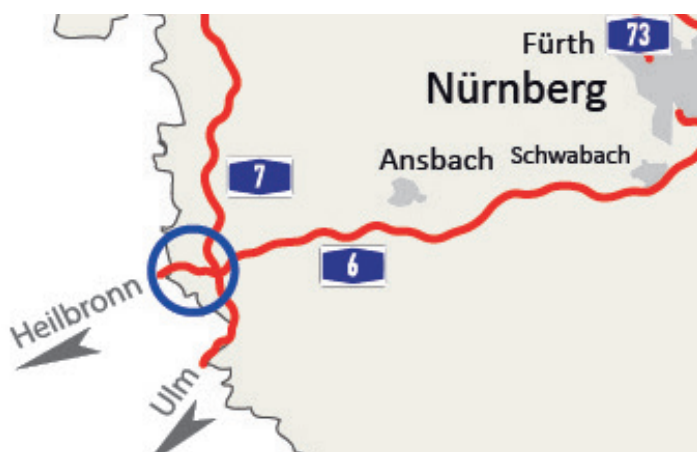 Fürth
73
Nürnberg
Ansbach
Schwabach
7
6
Heilbronn
Ulm